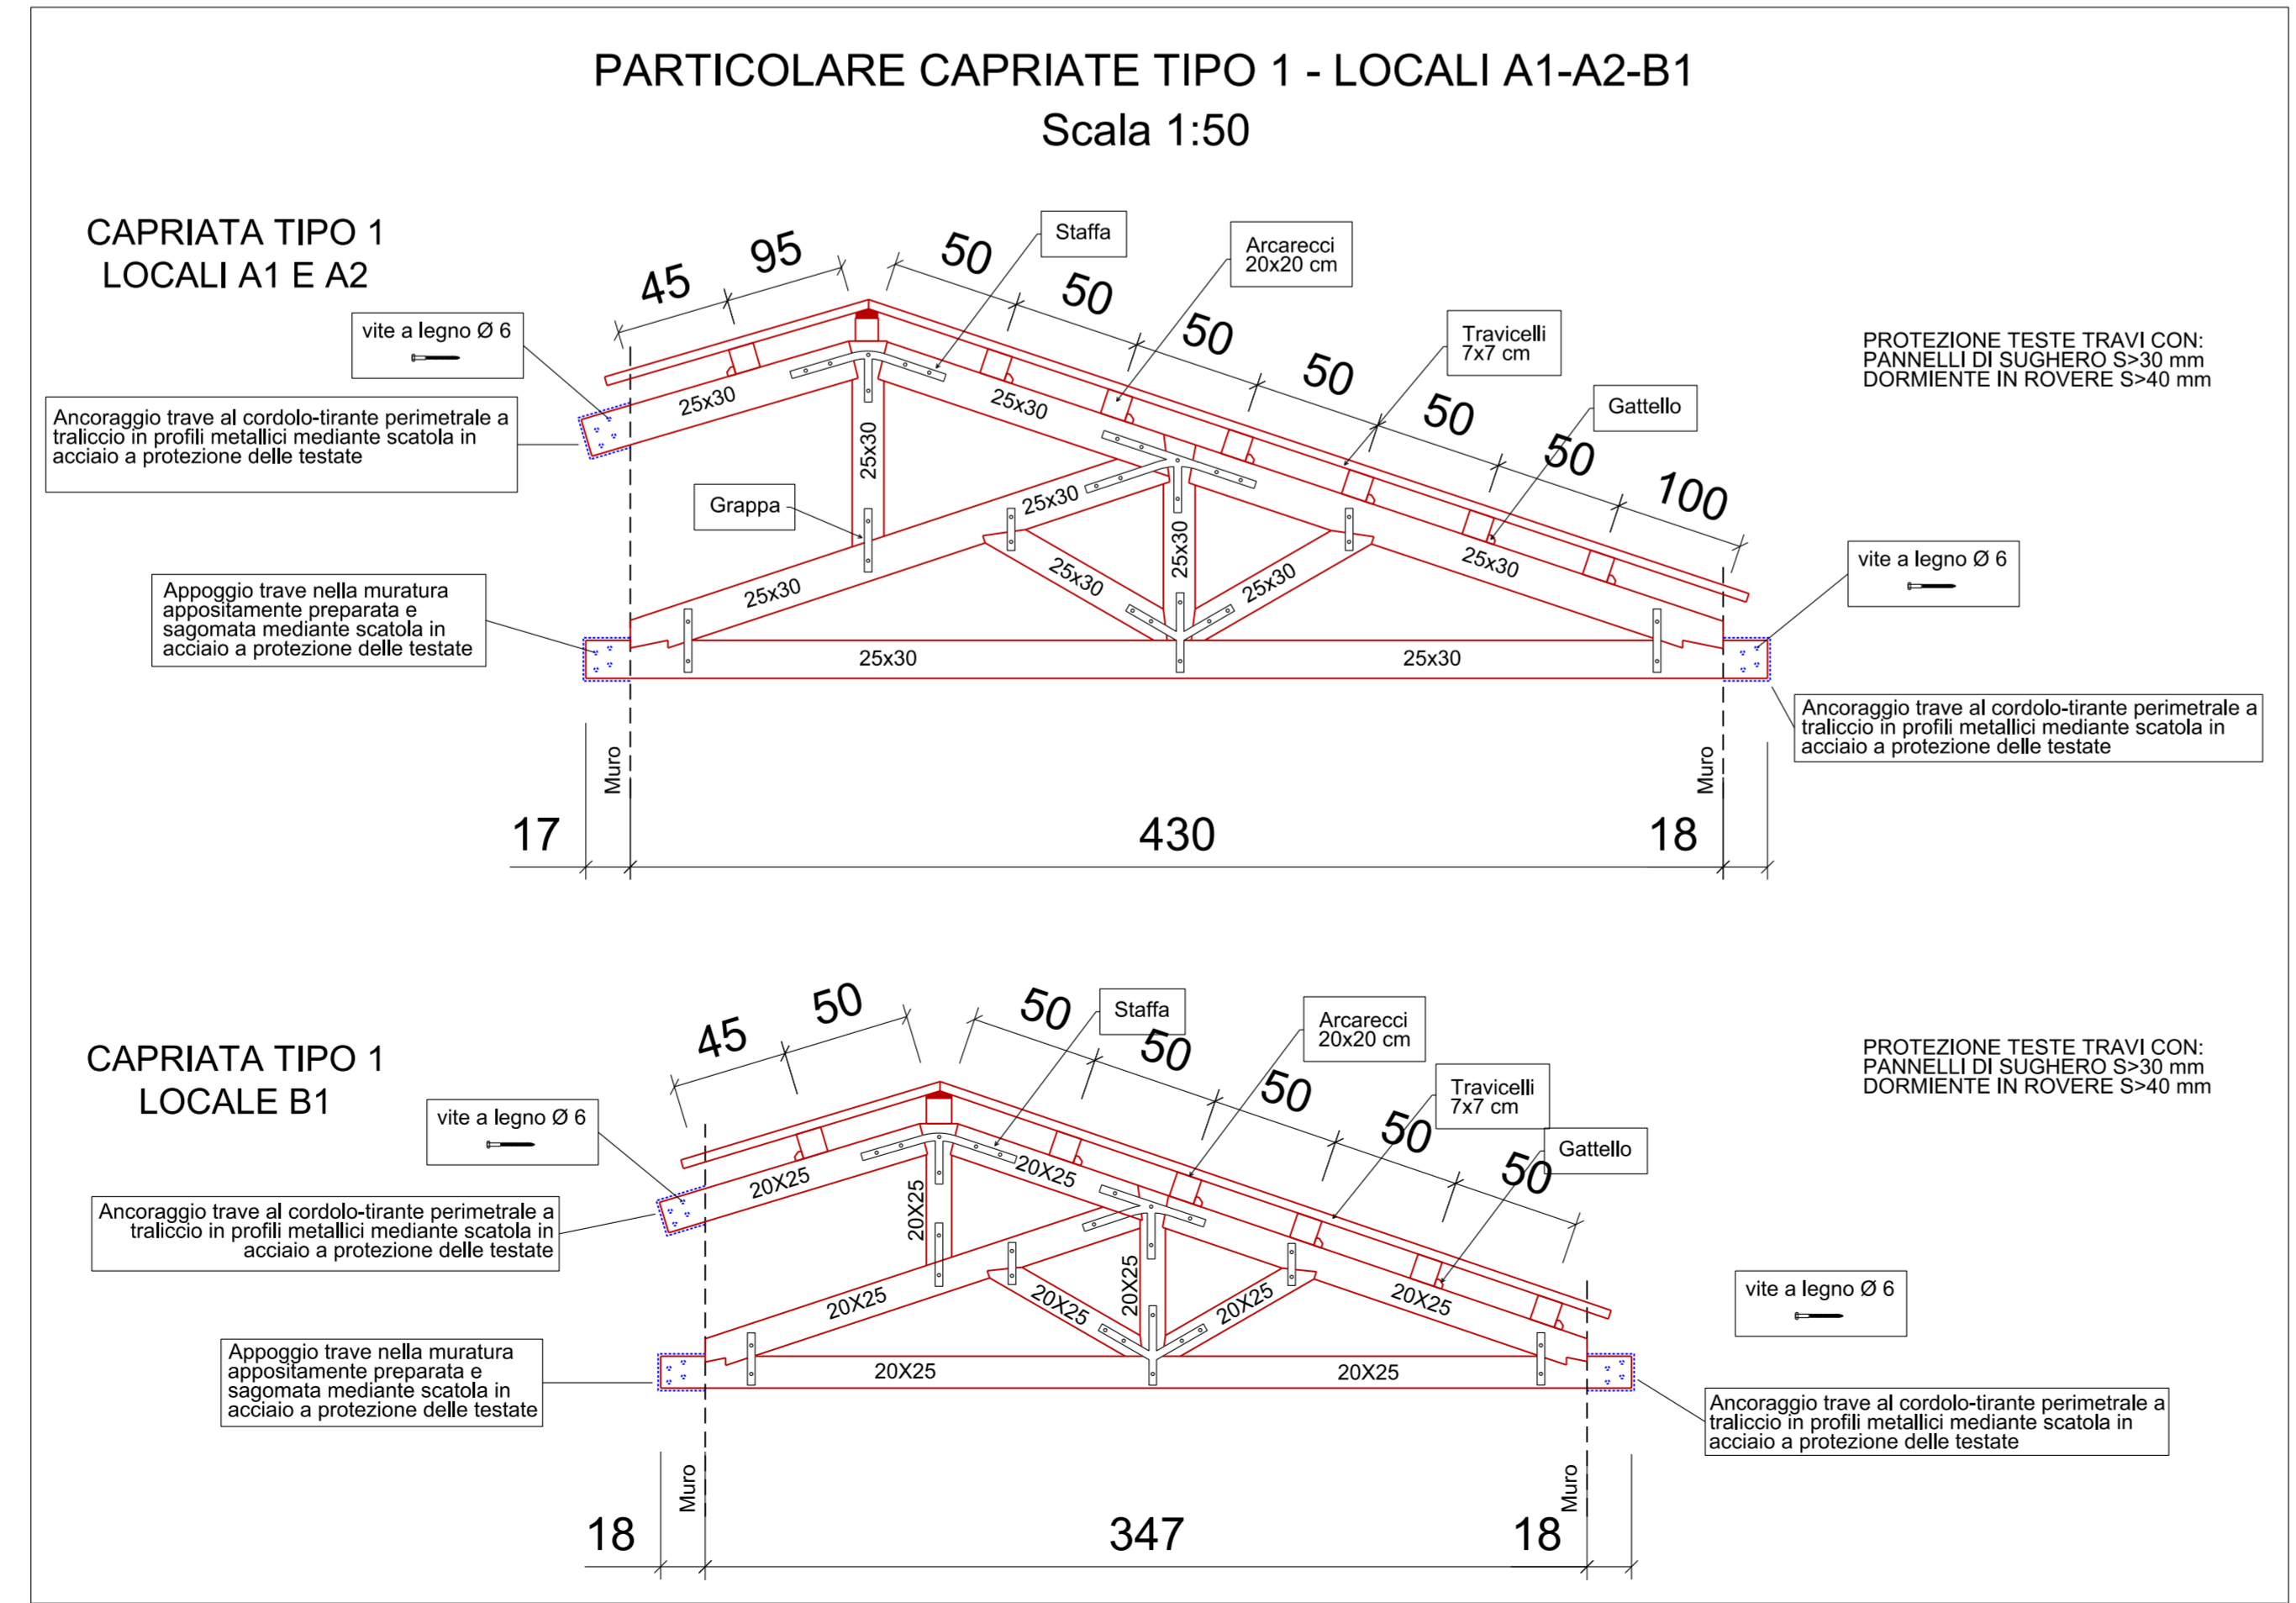 PARTICOLARE CAPRIATE TIPO 1 - LOCALI A1-A2-B1
Scala 1:50
CAPRIATA TIPO 1
LOCALI A1 E A2
45
95
50
50
50
50
50
50
100
Staffa
Arcarecci
20x20 cm
Travicelli
7x7 cm
Gattello
vite a legno Ø 6
PROTEZIONE TESTE TRAVI CON:
PANNELLI DI SUGHERO S>30 mm
DORMIENTE IN ROVERE S>40 mm
Ancoraggio trave al cordolo-tirante perimetrale a
traliccio in profili metallici mediante scatola in
acciaio a protezione delle testate
Grappa
25x30
25x30
25x30
25x30
25x30
25x30
25x30
25x30
25x30
25x30
25x30
vite a legno Ø 6
Appoggio trave nella muratura
appositamente preparata e
sagomata mediante scatola in
acciaio a protezione delle testate
Ancoraggio trave al cordolo-tirante perimetrale a
traliccio in profili metallici mediante scatola in
acciaio a protezione delle testate
Muro
Muro
17
430
18
CAPRIATA TIPO 1
LOCALE B1
45
50
50
50
50
50
50
Staffa
Arcarecci
20x20 cm
Travicelli
7x7 cm
Gattello
vite a legno Ø 6
PROTEZIONE TESTE TRAVI CON:
PANNELLI DI SUGHERO S>30 mm
DORMIENTE IN ROVERE S>40 mm
Ancoraggio trave al cordolo-tirante perimetrale a
traliccio in profili metallici mediante scatola in
acciaio a protezione delle testate
20X25
20X25
20X25
20X25
20X25
20X25
20X25
20X25
20X25
20X25
vite a legno Ø 6
Appoggio trave nella muratura
appositamente preparata e
sagomata mediante scatola in
acciaio a protezione delle testate
Ancoraggio trave al cordolo-tirante perimetrale a
traliccio in profili metallici mediante scatola in
acciaio a protezione delle testate
Muro
Muro
18
347
18